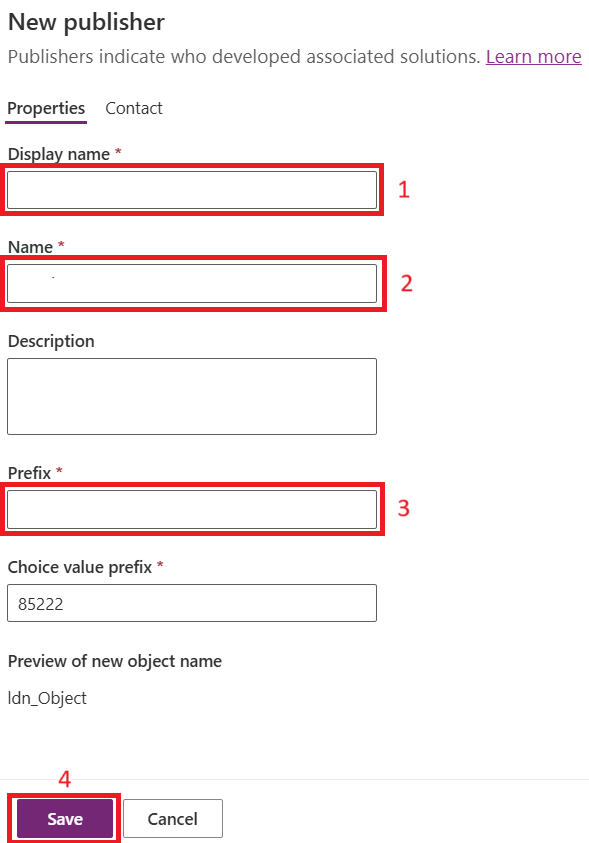 New publisher
Publishers indicate who developed associated solutions. Learn more
Properties Contact
Display name *
1
Name *
2
Description
Prefix *
3
Choice value prefix *
85222
Preview of new object name
ldn_Object
4
Save Cancel